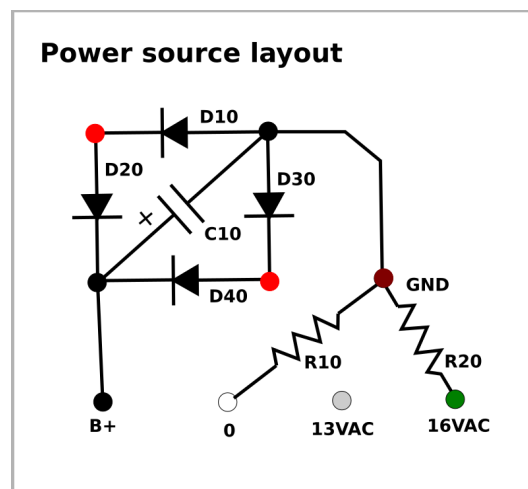 Power source layout
D10
D20
D30
+
C10
D40
GND
R10
R20
B+
0
13VAC
16VAC